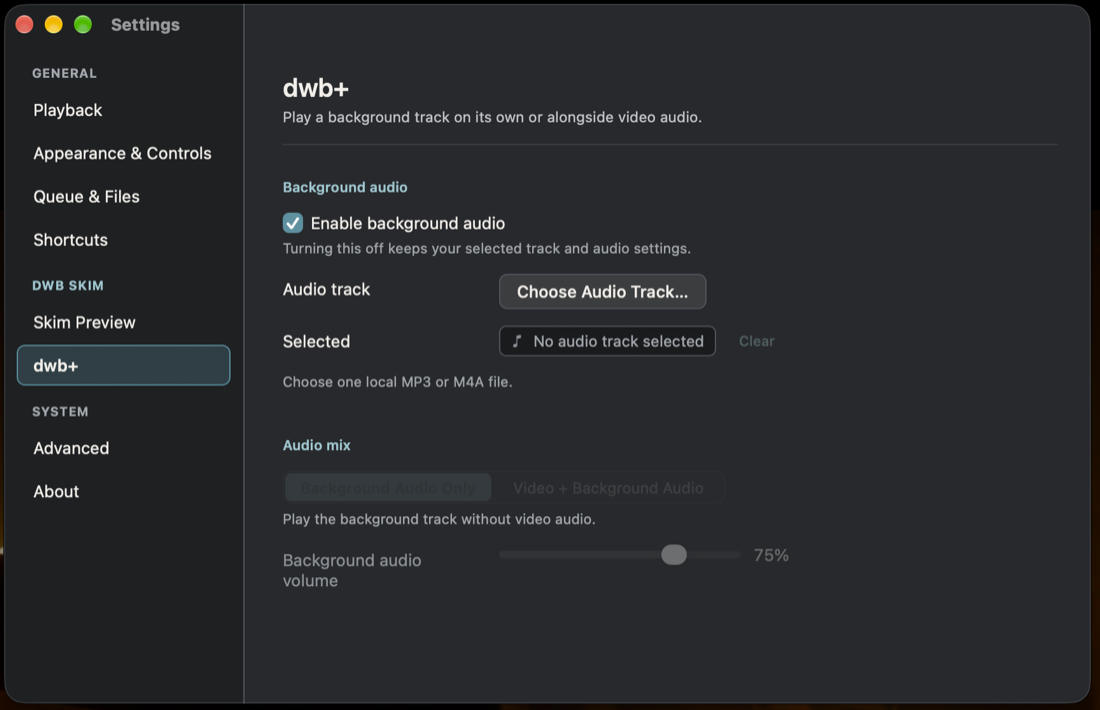 Settings
GENERAL
Playback
Appearance & Controls
Queue & Files
Shortcuts
DWB SKIM
Skim Preview
dwb+
SYSTEM
Advanced
About
dwb+
Play a background track on its own or alongside video audio.
Background audio
Enable background audio
Turning this off keeps your selected track and audio settings.
Audio track
Choose Audio Track...
Selected
No audio track selected
Clear
Choose one local MP3 or M4A file.
Audio mix
Background Audio Only
Video + Background Audio
Play the background track without video audio.
Background audio
volume
75%